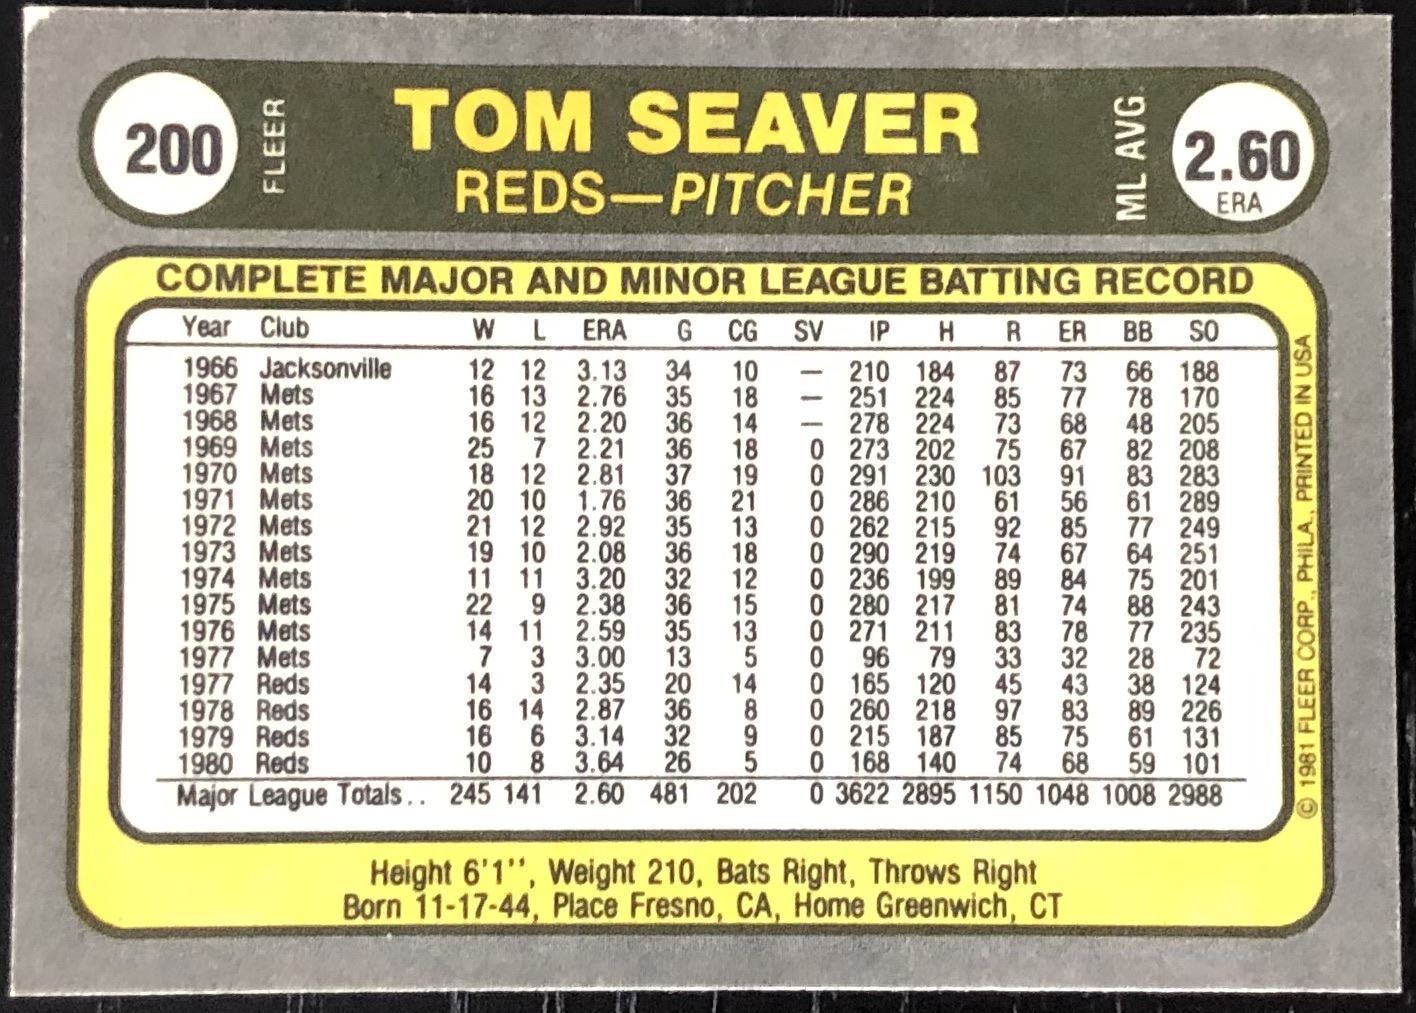 200 FLEER TOM SEAVER ML AVG. 2.60
REDS—PITCHER ERA
COMPLETE MAJOR AND MINOR LEAGUE BATTING RECORD
Year Club W L ERA G CG SV IP H R ER BB SO
1966 Jacksonville 12 12 3.13 34 10 — 210 184 87 73 66 188
1967 Mets 16 13 2.76 35 18 — 251 224 85 77 78 170
1968 Mets 16 12 2.20 36 14 — 278 224 73 68 48 205
1969 Mets 25 7 2.21 36 18 0 273 202 75 67 82 208
1970 Mets 18 12 2.81 37 19 0 291 230 103 91 83 283
1971 Mets 20 10 1.76 36 21 0 286 210 61 56 61 289
1972 Mets 21 12 2.92 35 13 0 262 215 92 85 77 249
1973 Mets 19 10 2.08 36 18 0 290 219 74 67 64 251
1974 Mets 11 11 3.20 32 12 0 236 199 89 84 75 201
1975 Mets 22 9 2.38 36 15 0 280 217 81 74 88 243
1976 Mets 14 11 2.59 35 13 0 271 211 83 78 77 235
1977 Mets 7 3 3.00 13 5 0 96 79 33 32 28 72
1977 Reds 14 3 2.35 20 14 0 165 120 45 43 38 124
1978 Reds 16 14 2.87 36 8 0 260 218 97 83 89 226
1979 Reds 16 6 3.14 32 9 0 215 187 85 75 61 131
1980 Reds 10 8 3.64 26 5 0 168 140 74 68 59 101
Major League Totals.. 245 141 2.60 481 202 0 3622 2895 1150 1048 1008 2988
© 1981 FLEER CORP., PHILA., PRINTED IN USA
Height 6'1'', Weight 210, Bats Right, Throws Right
Born 11-17-44, Place Fresno, CA, Home Greenwich, CT